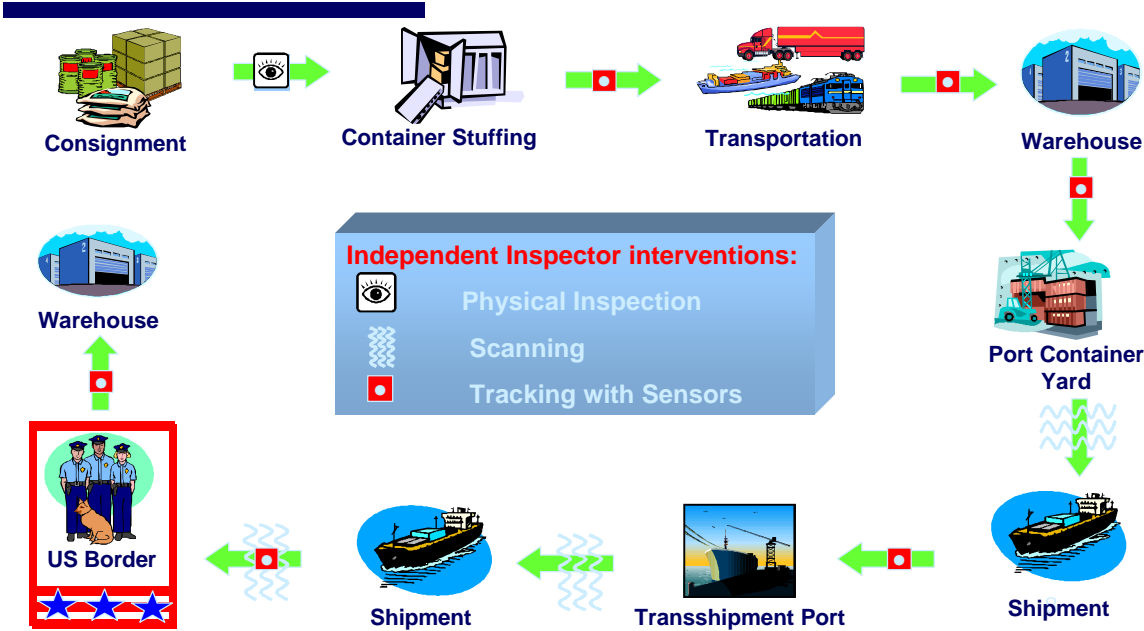 Consignment
Container Stuffing
Transportation
Warehouse
Independent Inspector interventions:
Physical Inspection
Scanning
Tracking with Sensors
Warehouse
Port Container
Yard
US Border
Shipment
Transshipment Port
Shipment